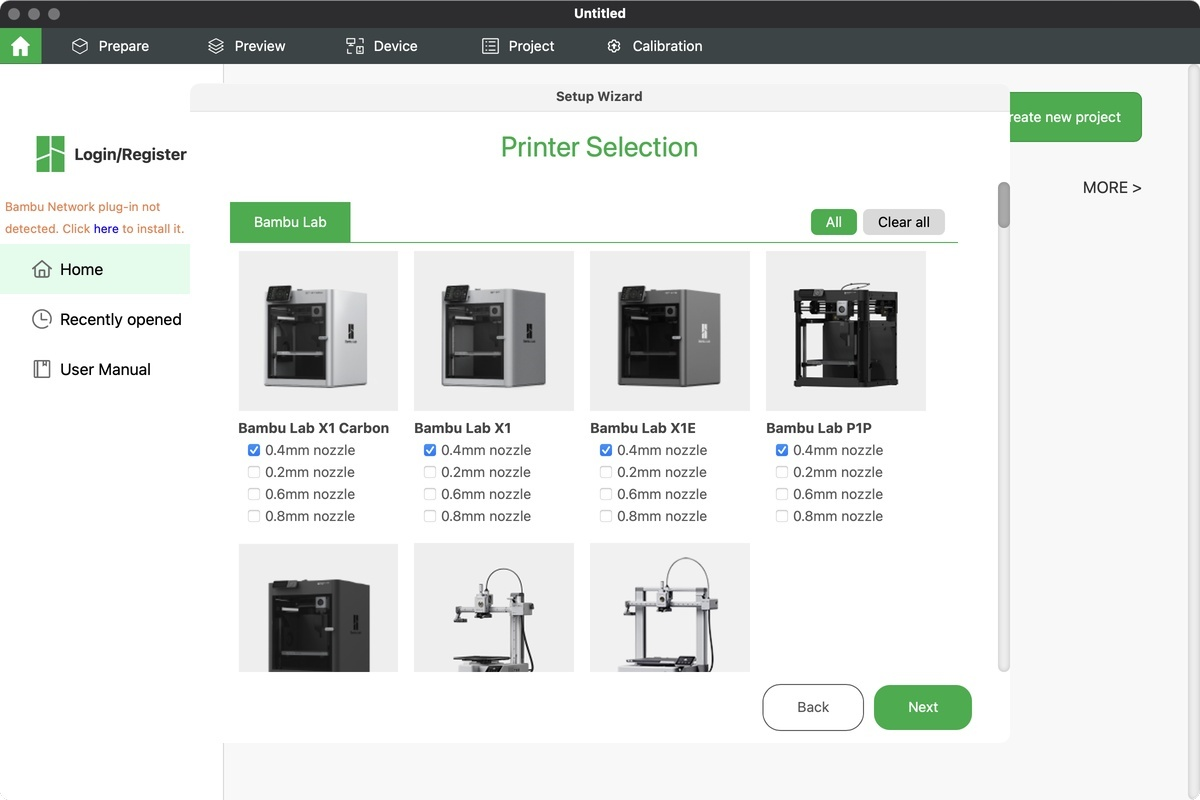 Untitled
Prepare
Preview
Device
Project
Calibration
Setup Wizard
Printer Selection
reate new project
Login/Register
MORE >
Bambu Network plug-in not
detected. Click here to install it.
Home
Recently opened
User Manual
Bambu Lab
All
Clear all
Bambu Lab X1 Carbon
0.4mm nozzle
0.2mm nozzle
0.6mm nozzle
0.8mm nozzle
Bambu Lab X1
0.4mm nozzle
0.2mm nozzle
0.6mm nozzle
0.8mm nozzle
Bambu Lab X1E
0.4mm nozzle
0.2mm nozzle
0.6mm nozzle
0.8mm nozzle
Bambu Lab P1P
0.4mm nozzle
0.2mm nozzle
0.6mm nozzle
0.8mm nozzle
Back
Next